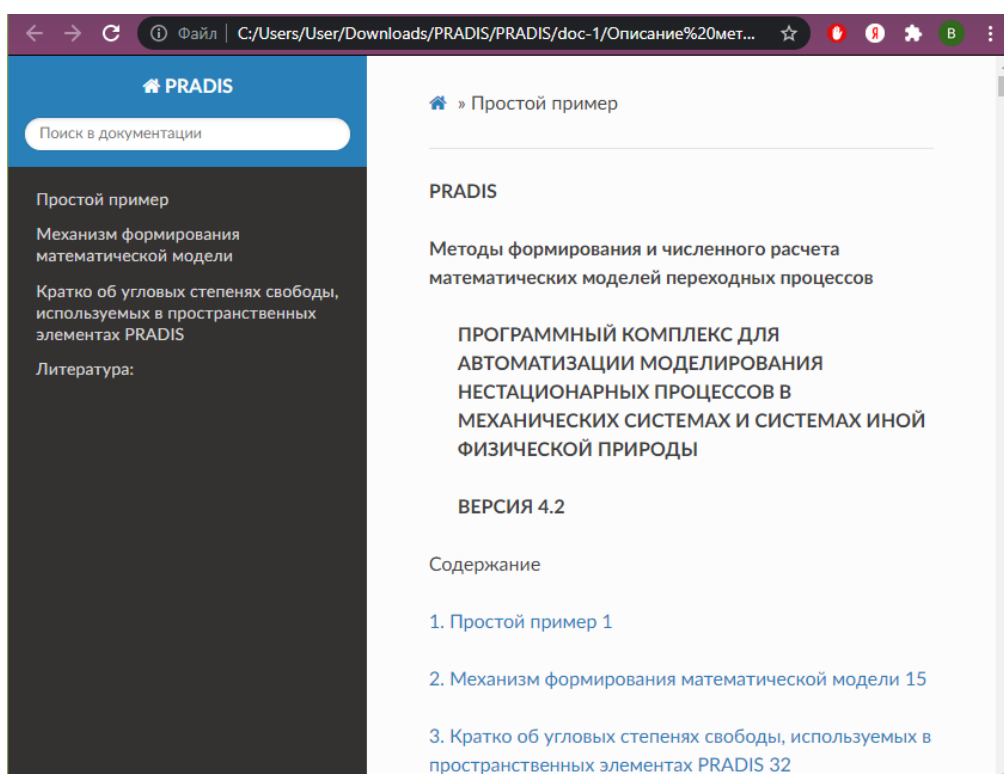 Файл
C:/Users/User/Downloads/PRADIS/PRADIS/doc-1/Описание%20мет...
Я
В
PRADIS
Поиск в документации
Простой пример
Механизм формирования
математической модели
Кратко об угловых степенях свободы,
используемых в пространственных
элементах PRADIS
Литература:
» Простой пример
PRADIS
Методы формирования и численного расчета
математических моделей переходных процессов
ПРОГРАММНЫЙ КОМПЛЕКС ДЛЯ
АВТОМАТИЗАЦИИ МОДЕЛИРОВАНИЯ
НЕСТАЦИОНАРНЫХ ПРОЦЕССОВ В
МЕХАНИЧЕСКИХ СИСТЕМАХ И СИСТЕМАХ ИНОЙ
ФИЗИЧЕСКОЙ ПРИРОДЫ
ВЕРСИЯ 4.2
Содержание
1. Простой пример 1
2. Механизм формирования математической модели 15
3. Кратко об угловых степенях свободы, используемых в
пространственных элементах PRADIS 32